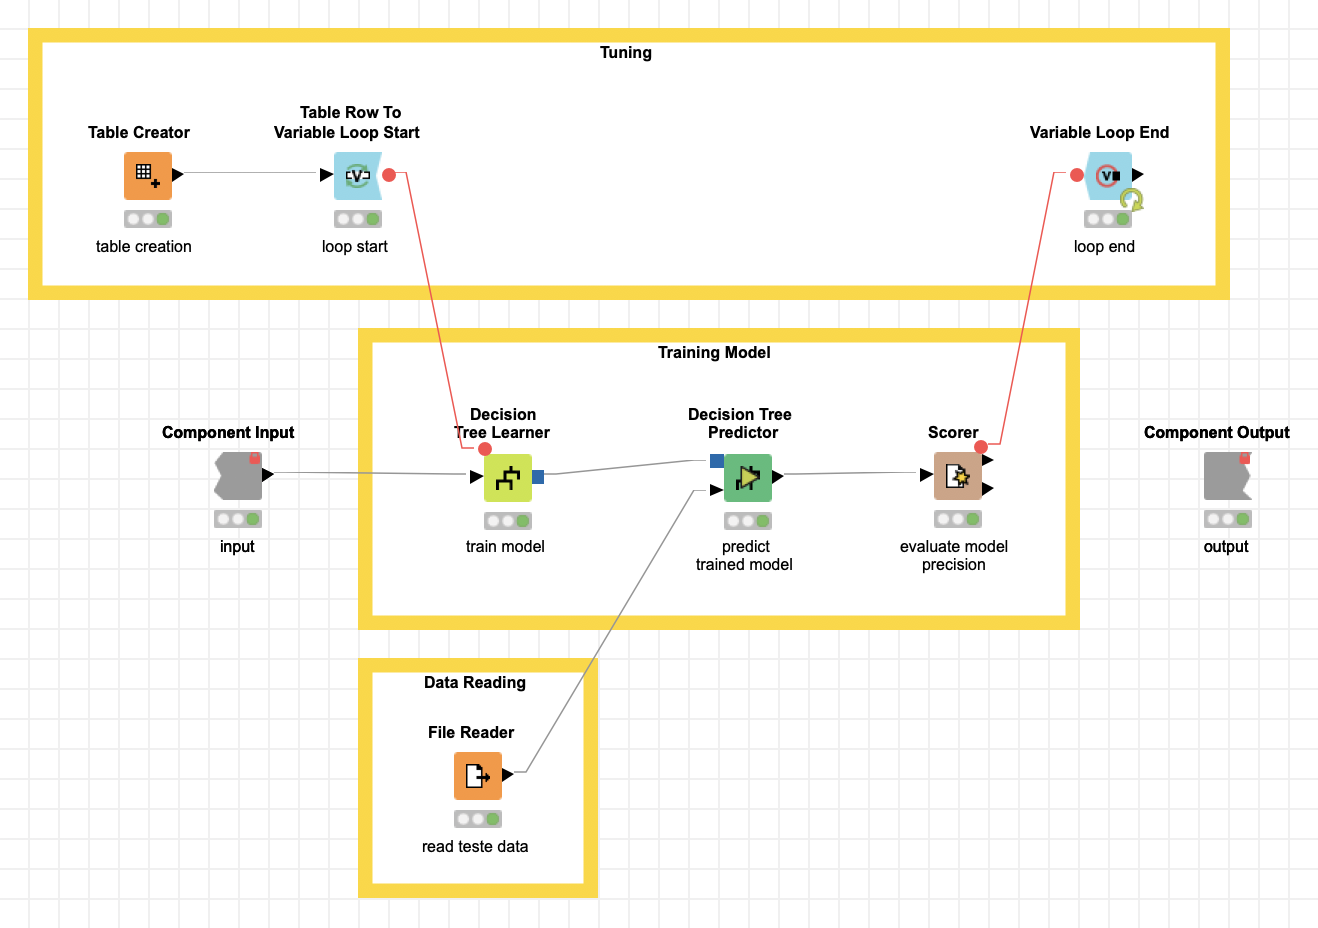 Tuning
Table Creator
Table Row To
Variable Loop Start
Variable Loop End
table creation
loop start
loop end
Training Model
Component Input
Decision
Tree Learner
Decision Tree
Predictor
Scorer
Component Output
input
train model
predict
trained model
evaluate model
precision
output
Data Reading
File Reader
read teste data